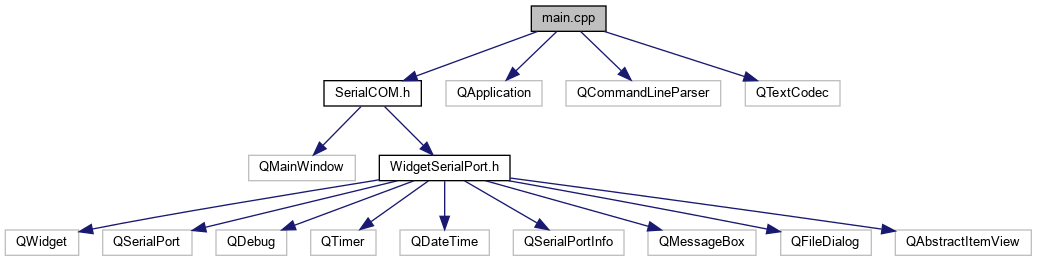 main.cpp
SerialCOM.h
QApplication
QCommandLineParser
QTextCodec
QMainWindow
WidgetSerialPort.h
QWidget
QSerialPort
QDebug
QTimer
QDateTime
QSerialPortInfo
QMessageBox
QFileDialog
QAbstractItemView